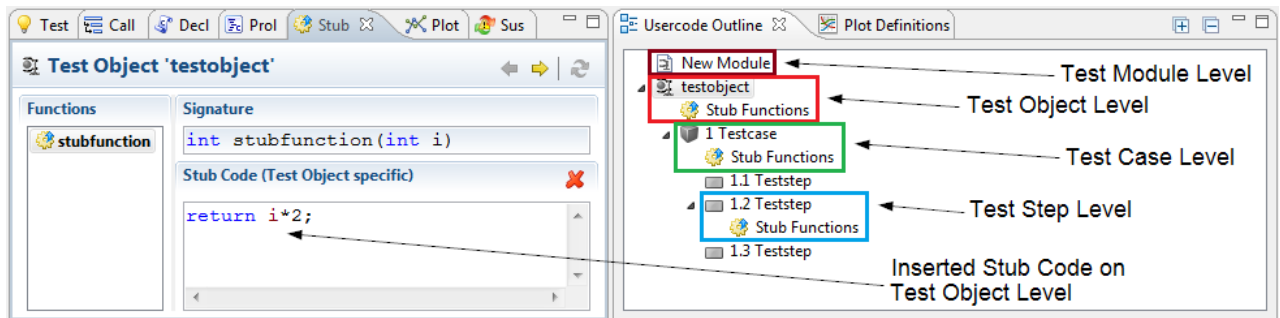 Test Call Decl Prol Stub Plot Sus
Usercode Outline Plot Definitions
Test Object 'testobject'
Functions
stubfunction
Signature
int stubfunction(int i)
Stub Code (Test Object specific)
return i*2;
New Module
testobject
Stub Functions
1 Testcase
Stub Functions
1.1 Teststep
1.2 Teststep
Stub Functions
1.3 Teststep
Test Module Level
Test Object Level
Test Case Level
Test Step Level
Inserted Stub Code on
Test Object Level